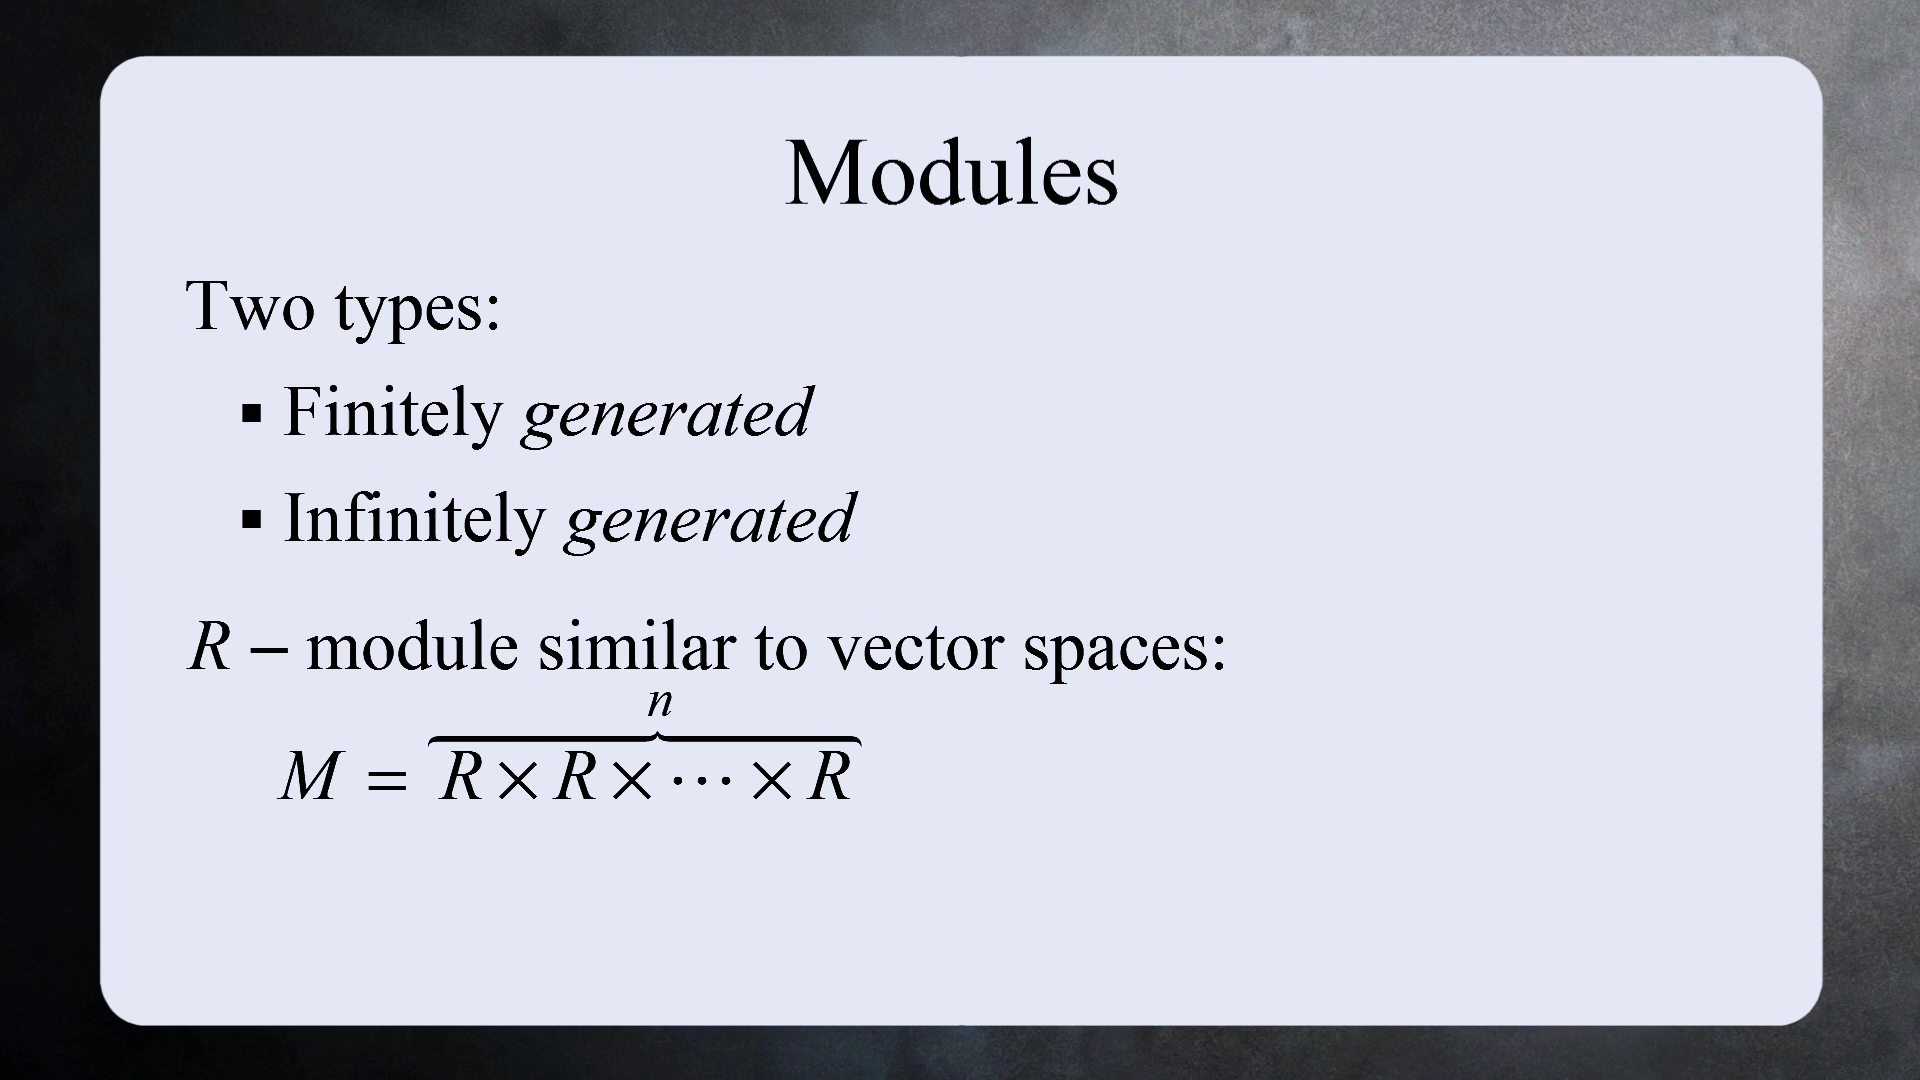 Modules
Two types:
▪ Finitely generated
▪ Infinitely generated
R – module similar to vector spaces:
n
M = R × R × ⋯ × R